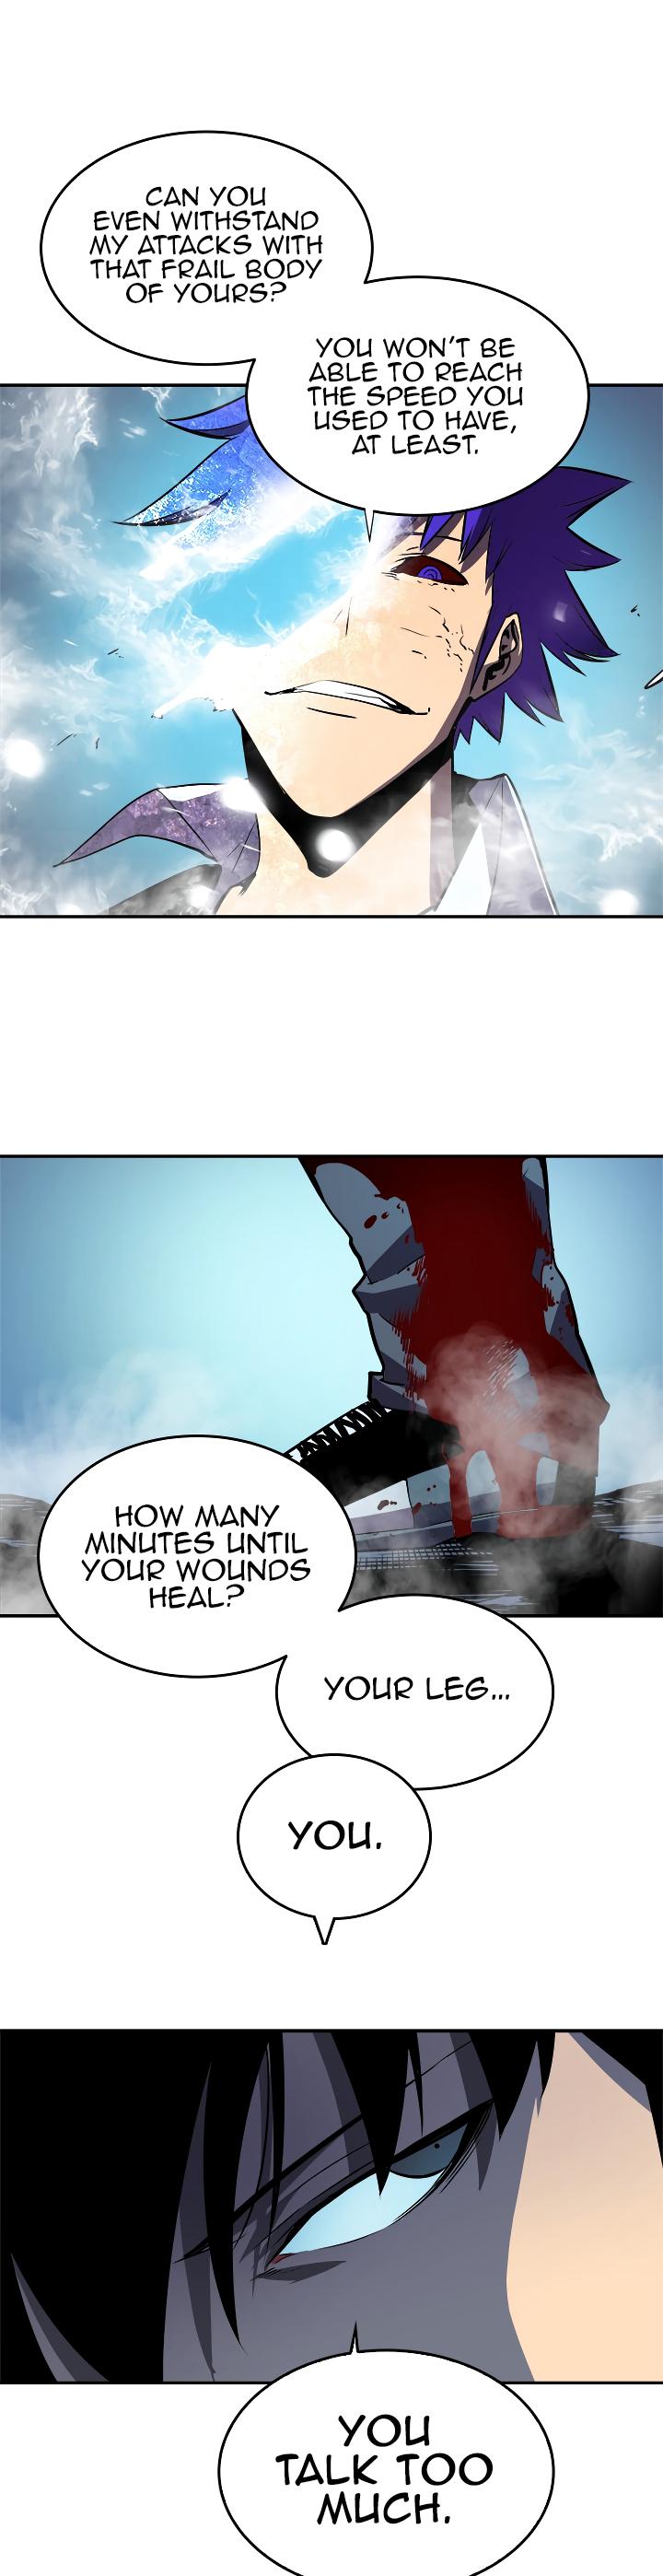 CAN YOU
EVEN WITHSTAND
MY ATTACKS WITH
THAT FRAIL BODY
OF YOURS?
YOU WON'T BE
ABLE TO REACH
THE SPEED YOU
USED TO HAVE,
AT LEAST.
HOW MANY
MINUTES UNTIL
YOUR WOUNDS
HEAL?
YOUR LEG...
YOU.
YOU
TALK TOO
MUCH.